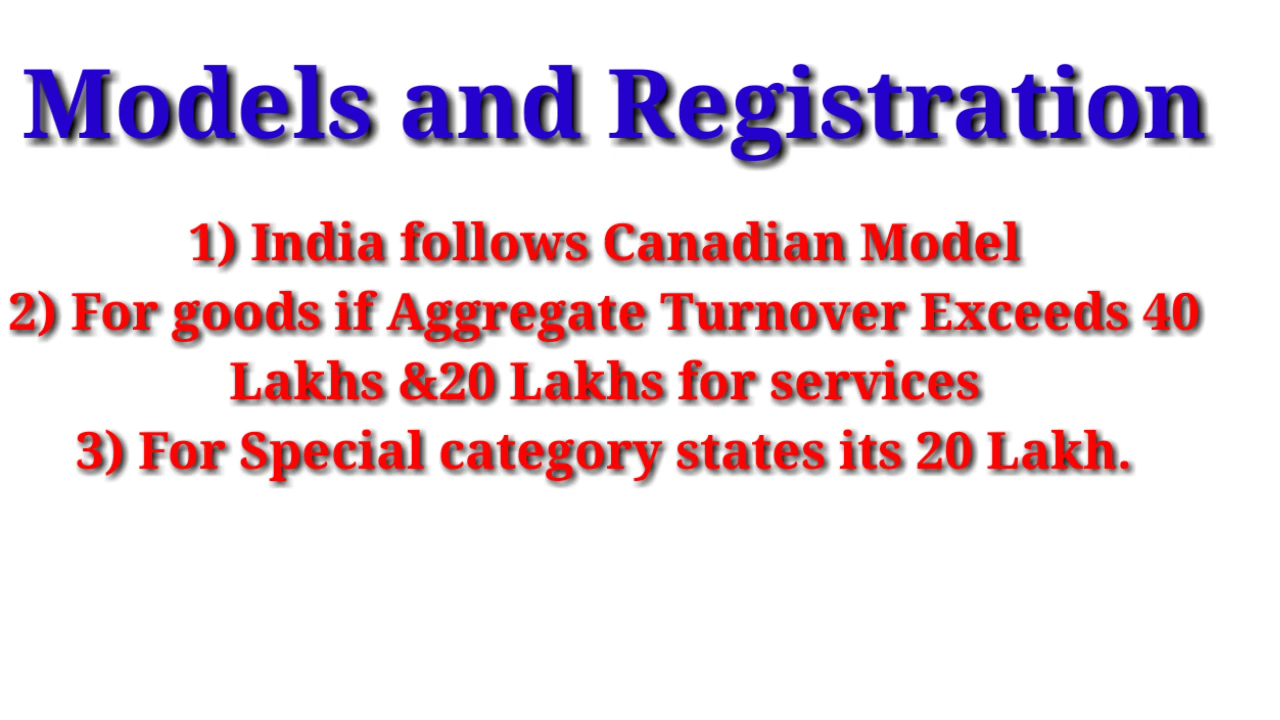 Models and Registration
1) India follows Canadian Model
2) For goods if Aggregate Turnover Exceeds 40
Lakhs &20 Lakhs for services
3) For Special category states its 20 Lakh.